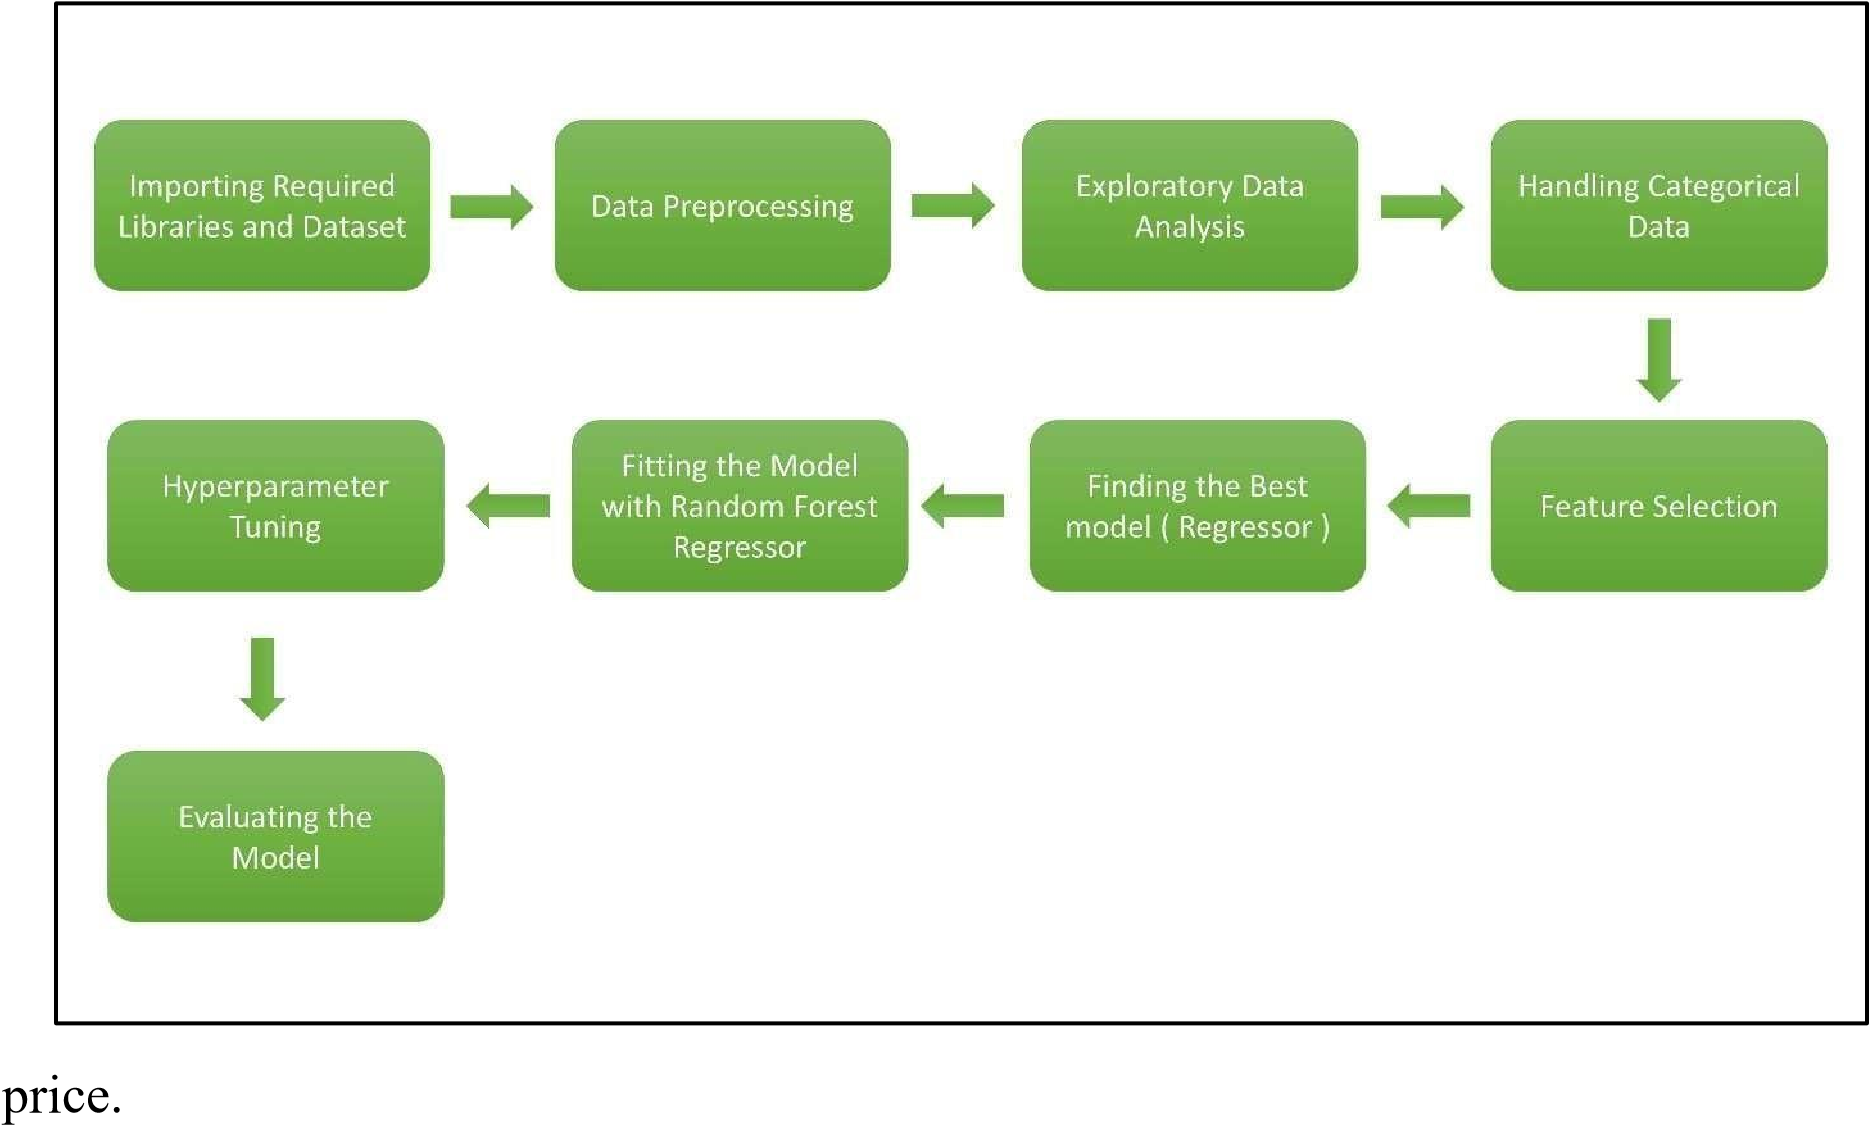 Importing Required
Libraries and Dataset
Data Preprocessing
Exploratory Data
Analysis
Handling Categorical
Data
Feature Selection
Finding the Best
model ( Regressor )
Fitting the Model
with Random Forest
Regressor
Hyperparameter
Tuning
Evaluating the
Model
price.